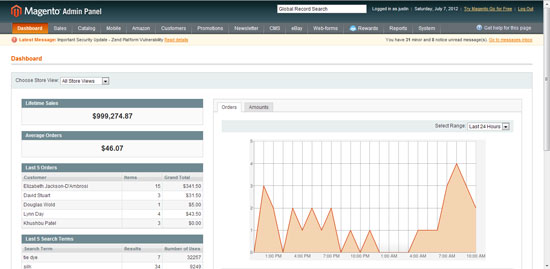 Magento Admin Panel
Global Record Search
Logged in as justin
Saturday, July 7, 2012
Try Magento Go for Free
Log Out
Dashboard Sales Catalog Mobile Amazon Customers Promotions Newsletter CMS eBay Web-forms Rewards Reports System
Get help for this page
Latest Message: Important Security Update - Zend Platform Vulnerability Read details
You have 31 minor and 8 notice unread message(s). Go to messages inbox
Dashboard
Choose Store View: All Store Views
Lifetime Sales
$999,274.87
Average Orders
$46.07
Last 5 Orders
Customer Items Grand Total
Elizabeth Jackson-D'Ambrosi 15 $341.50
David Stuart 3 $31.50
Douglas Wold 1 $5.00
Lynn Day 4 $43.50
Khushbu Patel 3 $0.00
Last 5 Search Terms
Search Term Results Number of Uses
tie dye 7 32257
silk 34 9249
Orders Amounts
Select Range: Last 24 Hours
5
4
3
2
1
0
1:00 PM 4:00 PM 7:00 PM 10:00 PM 1:00 AM 4:00 AM 7:00 AM 10:00 AM